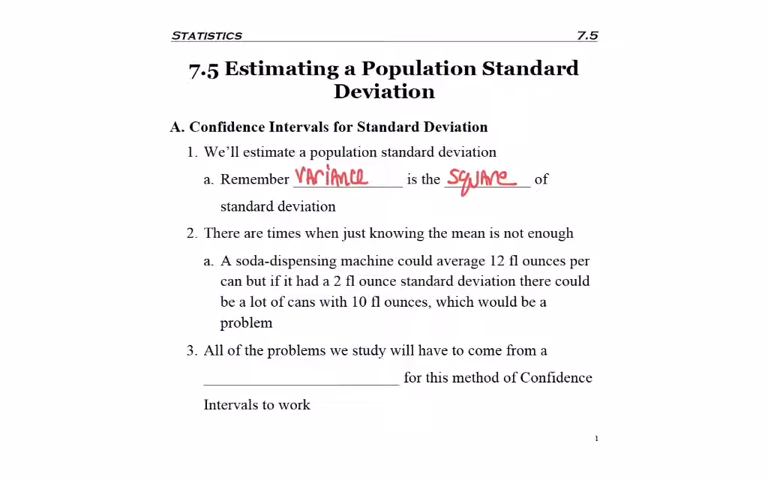 STATISTICS 7.5
7.5 Estimating a Population Standard
Deviation
A. Confidence Intervals for Standard Deviation
1. We'll estimate a population standard deviation
a. Remember VARiANCE is the SQUARE of
standard deviation
2. There are times when just knowing the mean is not enough
a. A soda-dispensing machine could average 12 fl ounces per
can but if it had a 2 fl ounce standard deviation there could
be a lot of cans with 10 fl ounces, which would be a
problem
3. All of the problems we study will have to come from a
____________________ for this method of Confidence
Intervals to work
1